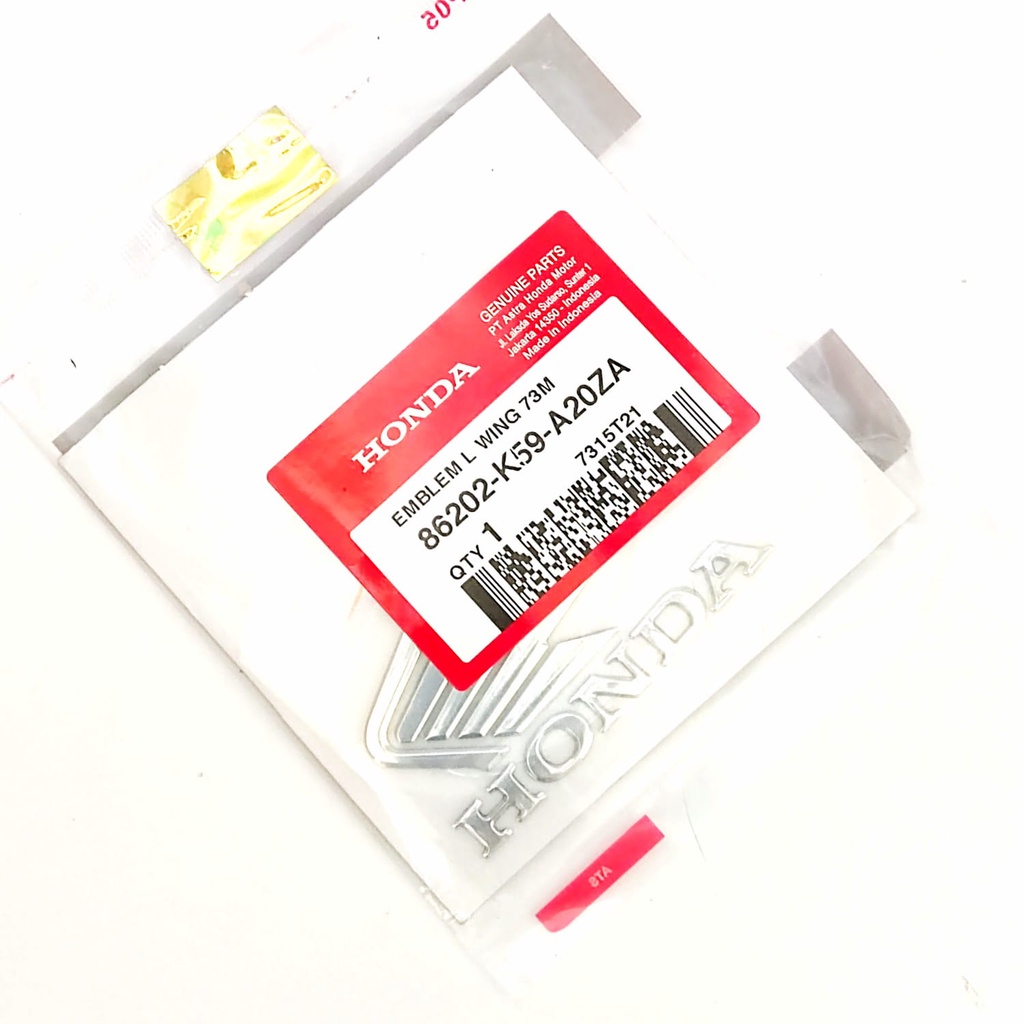 HONDA
GENUINE PARTS
PT Astra Honda Motor
Jl. Laksda Yos Sudarso, Sunter 1
Jakarta 14350 - Indonesia
Made in Indonesia
EMBLEM L WING 73M
86202-K59-A20ZA
QTY 1
7315T21
HONDA